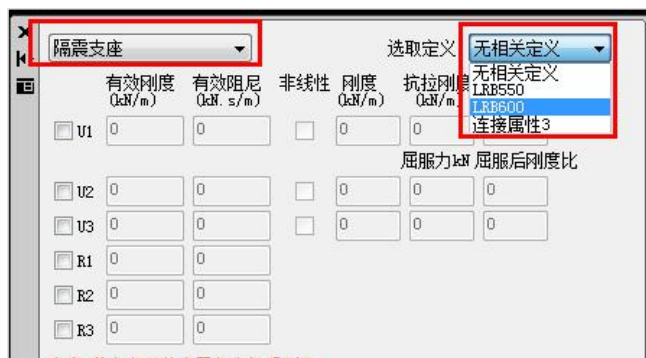 隔震支座 选取定义 无相关定义
无相关定义
LRB550
LRB600
连接属性3
有效刚度 有效阻尼 非线性 刚度 抗拉刚度
(kN/m) (kN.s/m) (kN/m) (kN/m)
U1 0 0 0 0
屈服力kN 屈服后刚度比
U2 0 0 0 0 0
U3 0 0 0 0 0
R1 0 0
R2 0 0
R3 0 0